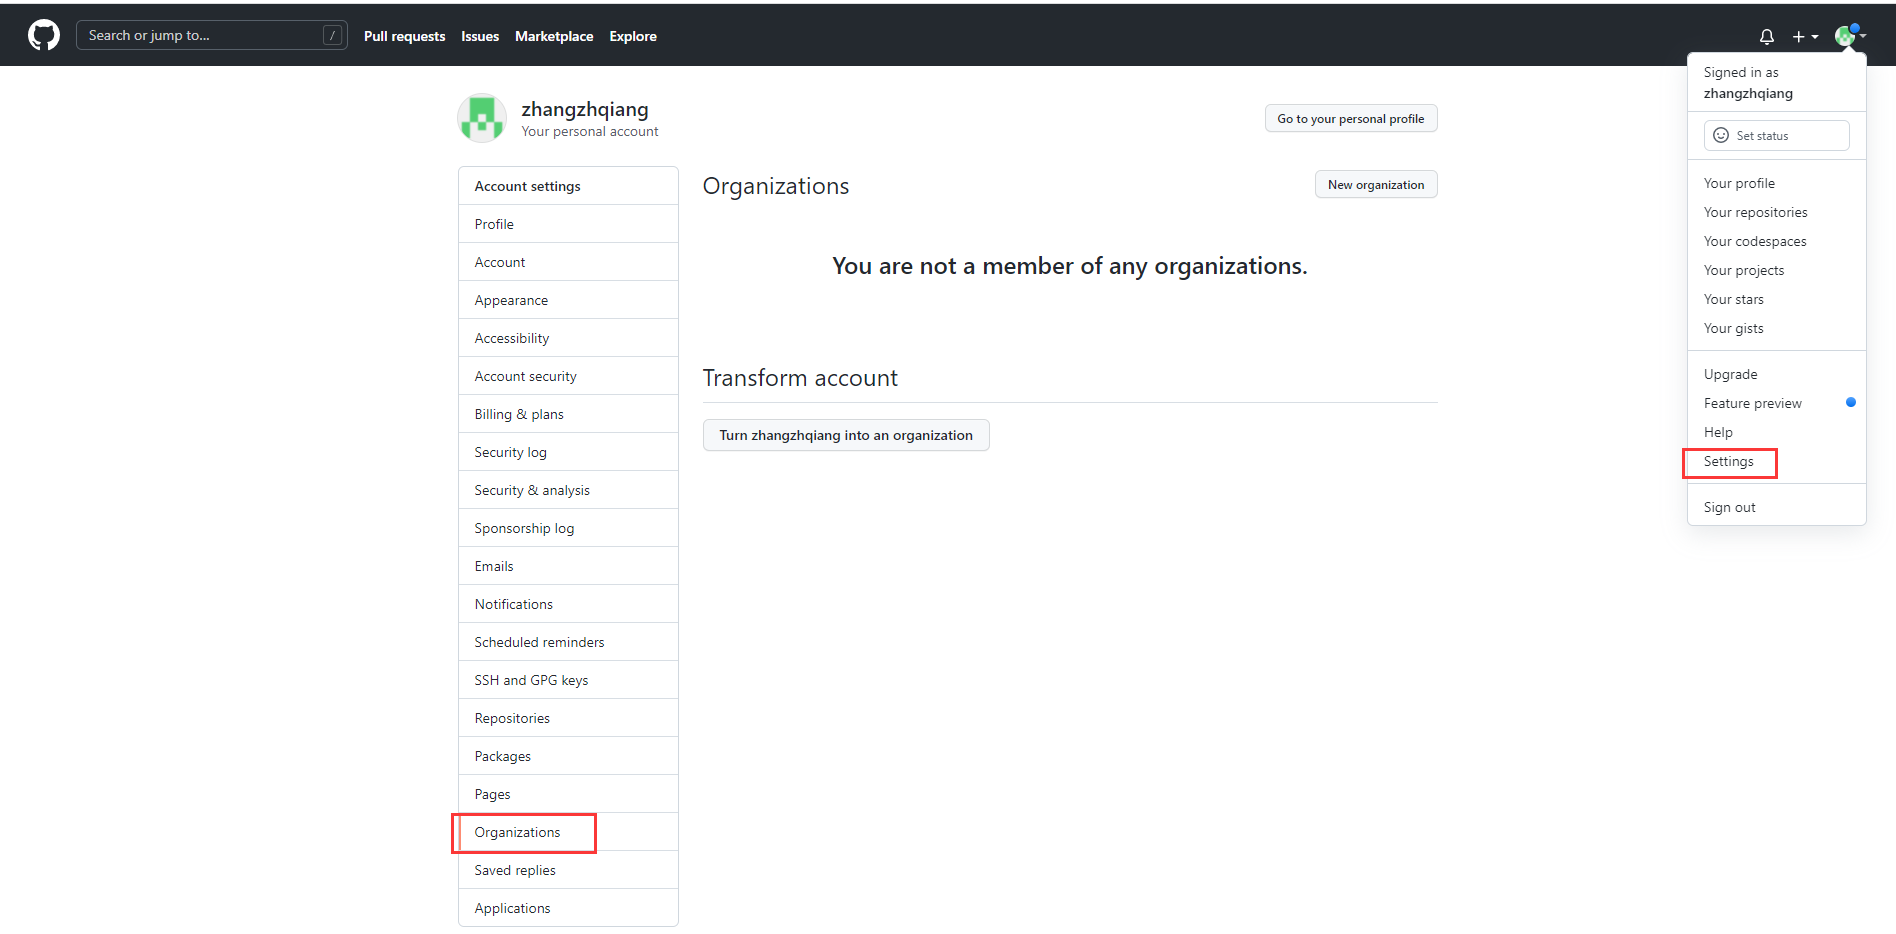 Search or jump to...
/
Pull requests
Issues
Marketplace
Explore
zhangzhqiang
Your personal account
Go to your personal profile
Account settings
Profile
Account
Appearance
Accessibility
Account security
Billing & plans
Security log
Security & analysis
Sponsorship log
Emails
Notifications
Scheduled reminders
SSH and GPG keys
Repositories
Packages
Pages
Organizations
Saved replies
Applications
Organizations
New organization
You are not a member of any organizations.
Transform account
Turn zhangzhqiang into an organization
Signed in as
zhangzhqiang
Set status
Your profile
Your repositories
Your codespaces
Your projects
Your stars
Your gists
Upgrade
Feature preview
Help
Settings
Sign out